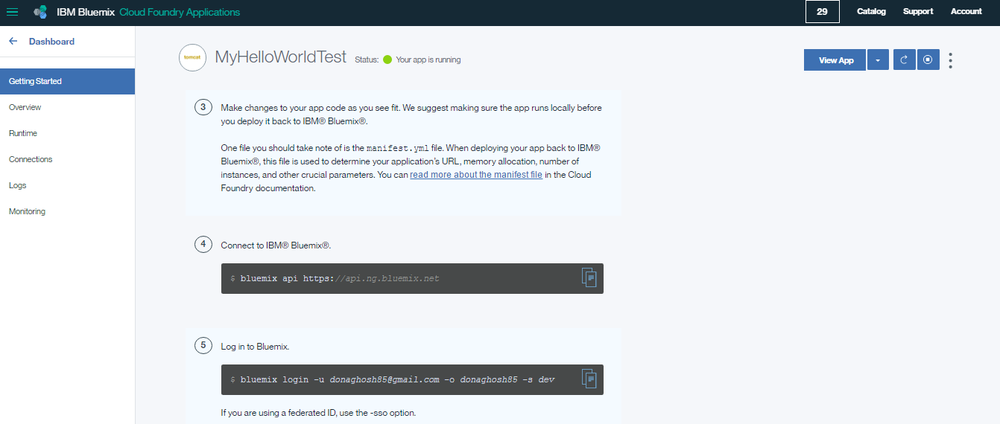 IBM Bluemix Cloud Foundry Applications
29
Catalog
Support
Account
Dashboard
Getting Started
Overview
Runtime
Connections
Logs
Monitoring
tomcat
MyHelloWorldTest
Status: Your app is running
View App
3
Make changes to your app code as you see fit. We suggest making sure the app runs locally before
you deploy it back to IBM® Bluemix®.
One file you should take note of is the manifest.yml file. When deploying your app back to IBM®
Bluemix®, this file is used to determine your application's URL, memory allocation, number of
instances, and other crucial parameters. You can read more about the manifest file in the Cloud
Foundry documentation.
4
Connect to IBM® Bluemix®.
$ bluemix api https://api.ng.bluemix.net
5
Log in to Bluemix.
$ bluemix login -u donaghosh85@gmail.com -o donaghosh85 -s dev
If you are using a federated ID, use the -sso option.